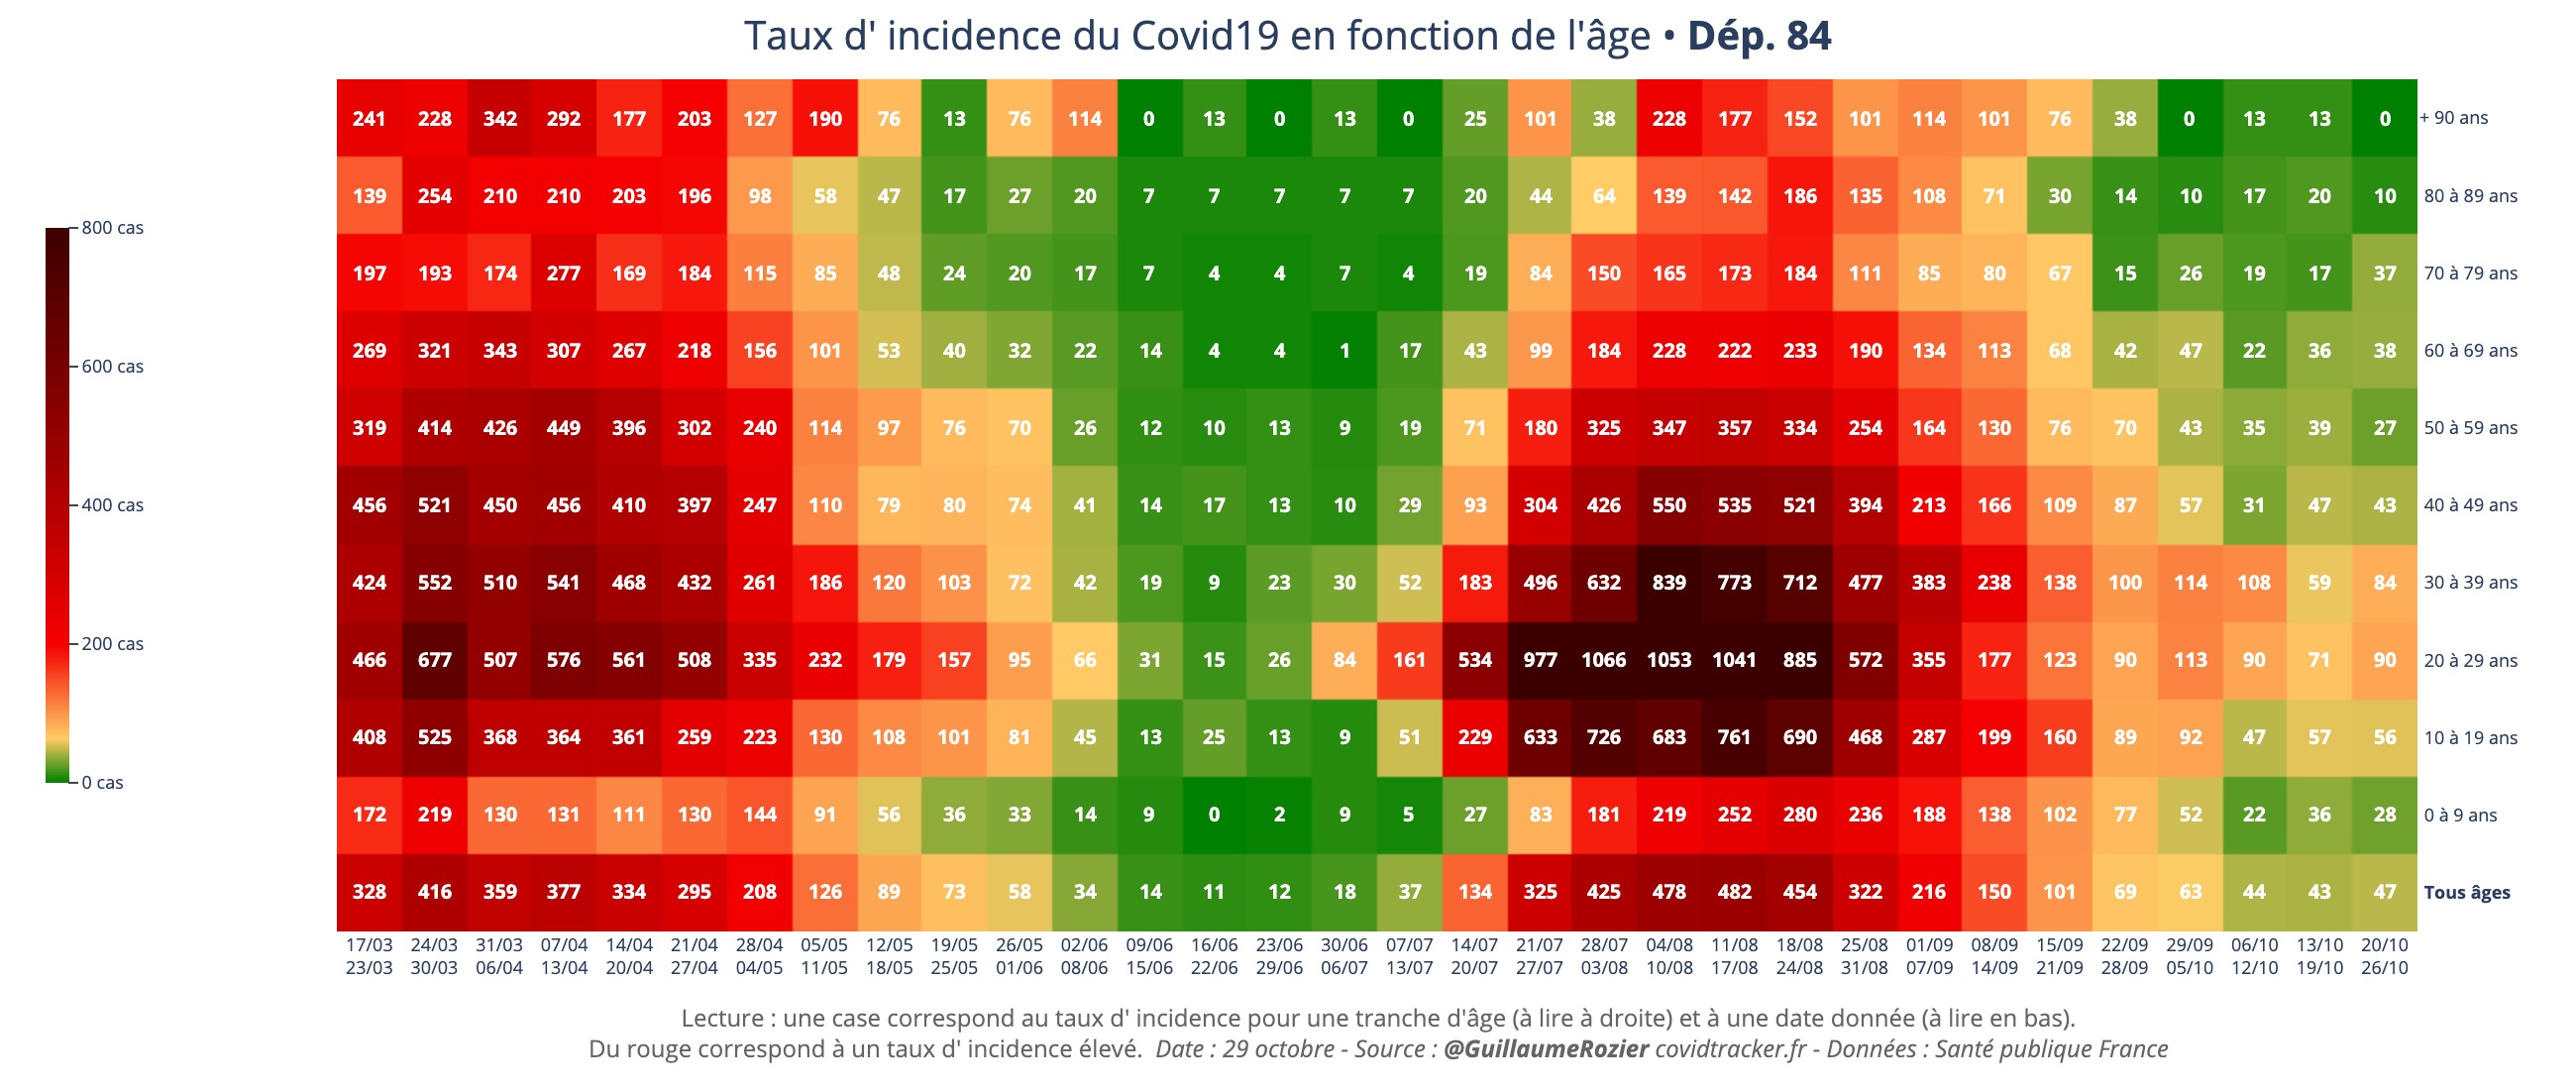 Taux d' incidence du Covid19 en fonction de l'âge • Dép. 84
800 cas
600 cas
400 cas
200 cas
0 cas
241 228 342 292 177 203 127 190 76 13 76 114 0 13 0 13 0 25 101 38 228 177 152 101 114 101 76 38 0 13 13 0 + 90 ans
139 254 210 210 203 196 98 58 47 17 27 20 7 7 7 7 7 20 44 64 139 142 186 135 108 71 30 14 10 17 20 10 80 à 89 ans
197 193 174 277 169 184 115 85 48 24 20 17 7 4 4 7 4 19 84 150 165 173 184 111 85 80 67 15 26 19 17 37 70 à 79 ans
269 321 343 307 267 218 156 101 53 40 32 22 14 4 4 1 17 43 99 184 228 222 233 190 134 113 68 42 47 22 36 38 60 à 69 ans
319 414 426 449 396 302 240 114 97 76 70 26 12 10 13 9 19 71 180 325 347 357 334 254 164 130 76 70 43 35 39 27 50 à 59 ans
456 521 450 456 410 397 247 110 79 80 74 41 14 17 13 10 29 93 304 426 550 535 521 394 213 166 109 87 57 31 47 43 40 à 49 ans
424 552 510 541 468 432 261 186 120 103 72 42 19 9 23 30 52 183 496 632 839 773 712 477 383 238 138 100 114 108 59 84 30 à 39 ans
466 677 507 576 561 508 335 232 179 157 95 66 31 15 26 84 161 534 977 1066 1053 1041 885 572 355 177 123 90 113 90 71 90 20 à 29 ans
408 525 368 364 361 259 223 130 108 101 81 45 13 25 13 9 51 229 633 726 683 761 690 468 287 199 160 89 92 47 57 56 10 à 19 ans
172 219 130 131 111 130 144 91 56 36 33 14 9 0 2 9 5 27 83 181 219 252 280 236 188 138 102 77 52 22 36 28 0 à 9 ans
328 416 359 377 334 295 208 126 89 73 58 34 14 11 12 18 37 134 325 425 478 482 454 322 216 150 101 69 63 44 43 47 Tous âges
17/03 24/03 31/03 07/04 14/04 21/04 28/04 05/05 12/05 19/05 26/05 02/06 09/06 16/06 23/06 30/06 07/07 14/07 21/07 28/07 04/08 11/08 18/08 25/08 01/09 08/09 15/09 22/09 29/09 06/10 13/10 20/10
23/03 30/03 06/04 13/04 20/04 27/04 04/05 11/05 18/05 25/05 01/06 08/06 15/06 22/06 29/06 06/07 13/07 20/07 27/07 03/08 10/08 17/08 24/08 31/08 07/09 14/09 21/09 28/09 05/10 12/10 19/10 26/10
Lecture : une case correspond au taux d' incidence pour une tranche d'âge (à lire à droite) et à une date donnée (à lire en bas).
Du rouge correspond à un taux d' incidence élevé. Date : 29 octobre - Source : @GuillaumeRozier covidtracker.fr - Données : Santé publique France